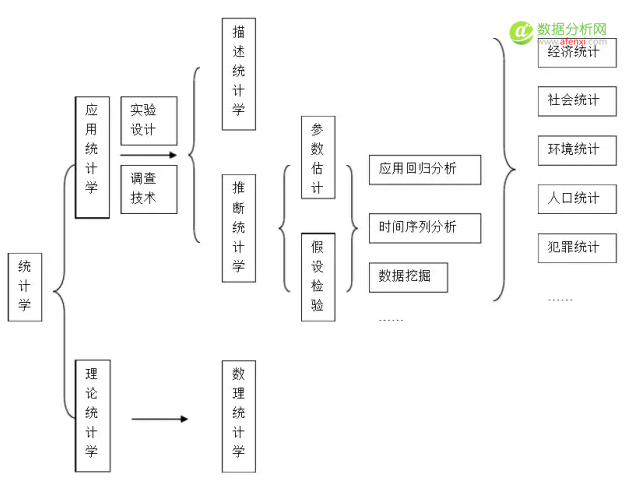 数据分析网
www.afenxi.com
统计学
应用统计学
实验
设计
调查
技术
描述统计学
推断统计学
参数估计
假设检验
应用回归分析
时间序列分析
数据挖掘
……
经济统计
社会统计
环境统计
人口统计
犯罪统计
……
理论统计学
数理统计学